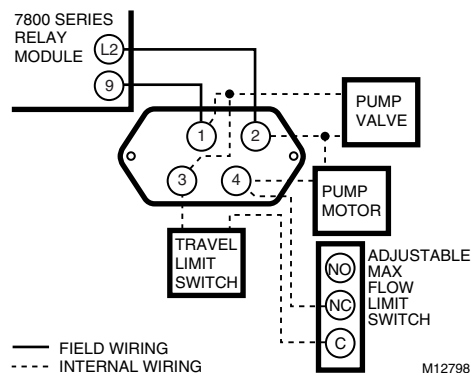 7800 SERIES
RELAY
MODULE
L2
9
1
2
3
4
PUMP
VALVE
PUMP
MOTOR
TRAVEL
LIMIT
SWITCH
NO
NC
C
ADJUSTABLE
MAX
FLOW
LIMIT
SWITCH
FIELD WIRING
INTERNAL WIRING
M12798